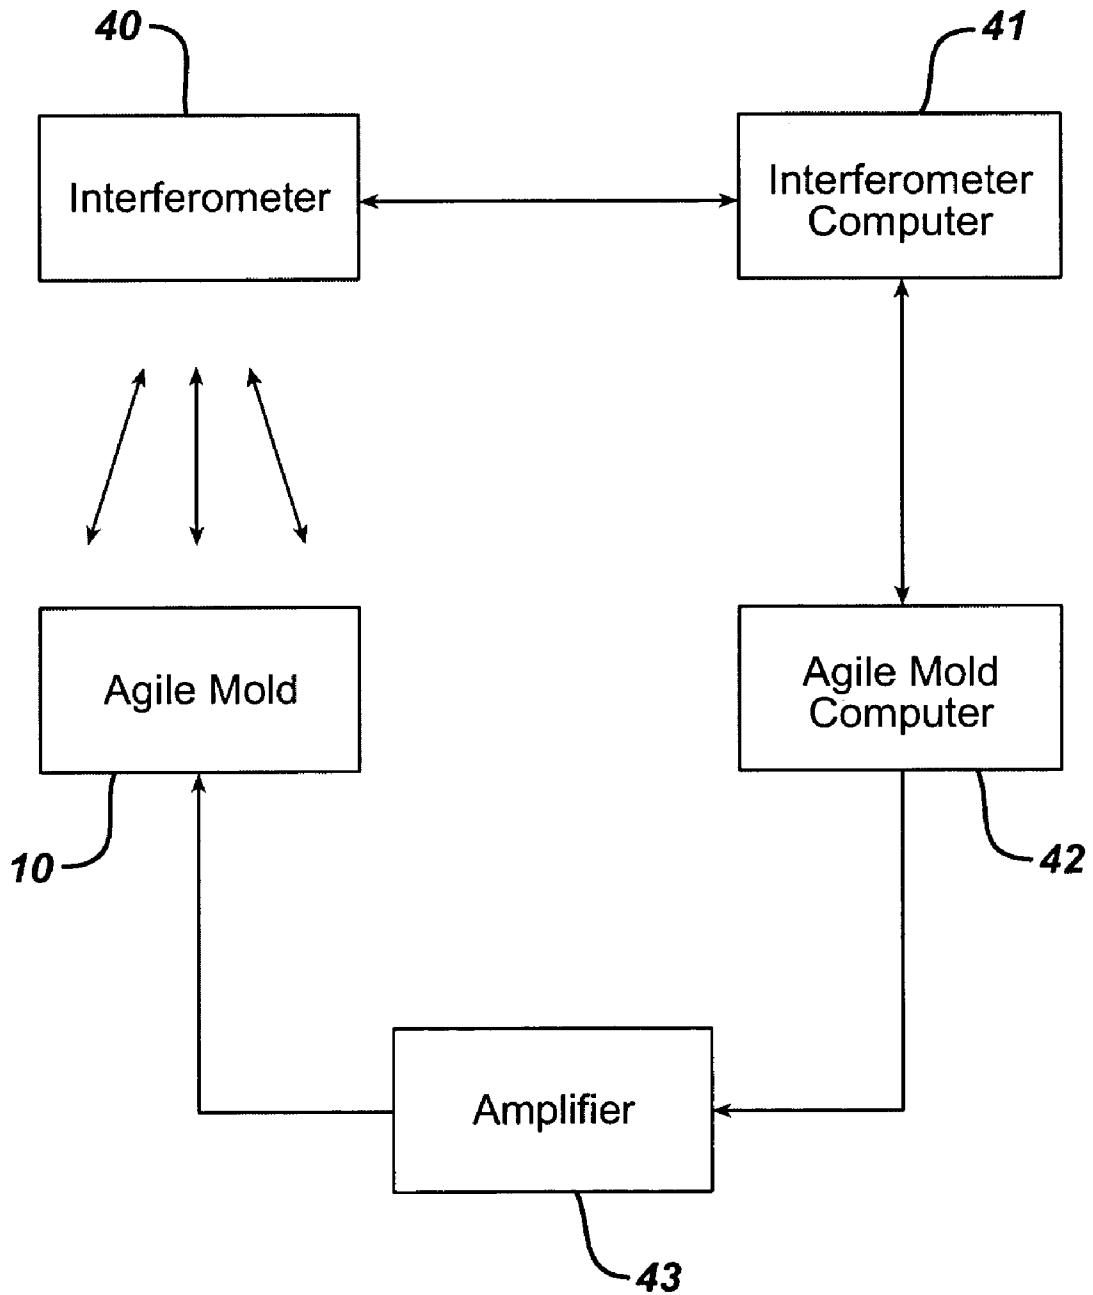 40
41
Interferometer
Interferometer
Computer
Agile Mold
Agile Mold
Computer
10
42
Amplifier
43